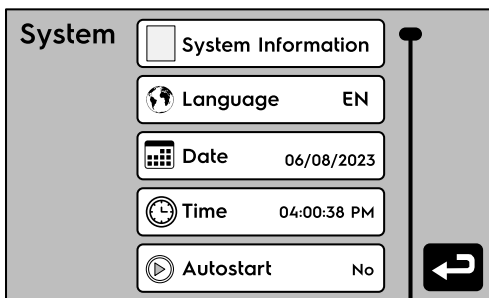 System
System Information
Language EN
Date 06/08/2023
Time 04:00:38 PM
Autostart No